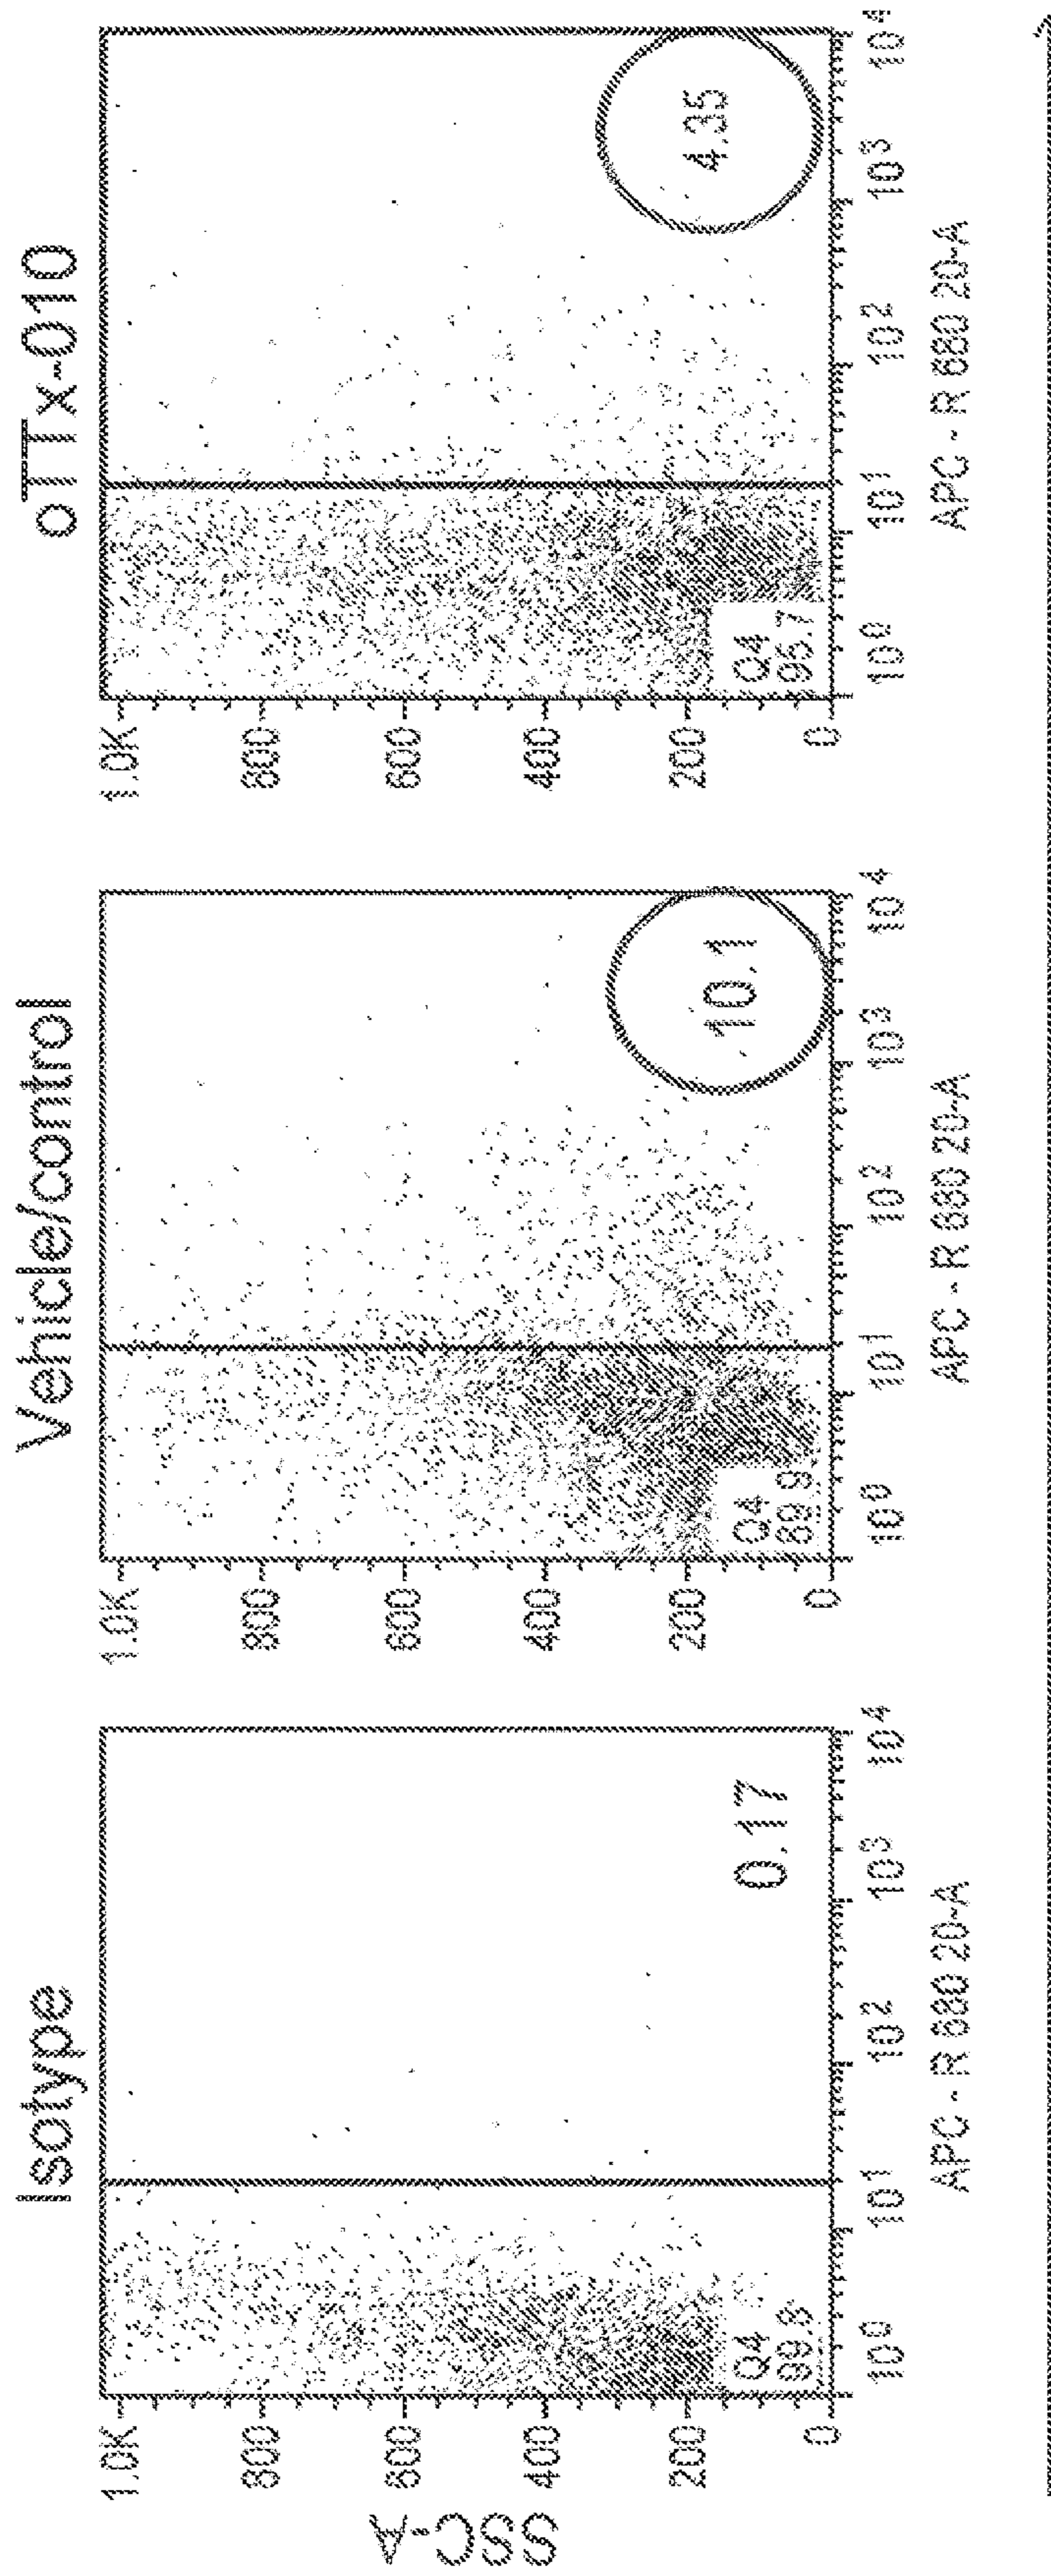 Isotype
Vehicle/control
oTTx-010
SSC-A
1.0K
800
600
400
200
0
Q4
99.8
0.17
10⁰
10¹
10²
10³
10⁴
APC - R 660 20-A
1.0K
800
600
400
200
0
Q4
89.9
10.1
10⁰
10¹
10²
10³
10⁴
APC - R 660 20-A
1.0K
800
600
400
200
0
Q4
95.7
4.35
10⁰
10¹
10²
10³
10⁴
APC - R 660 20-A